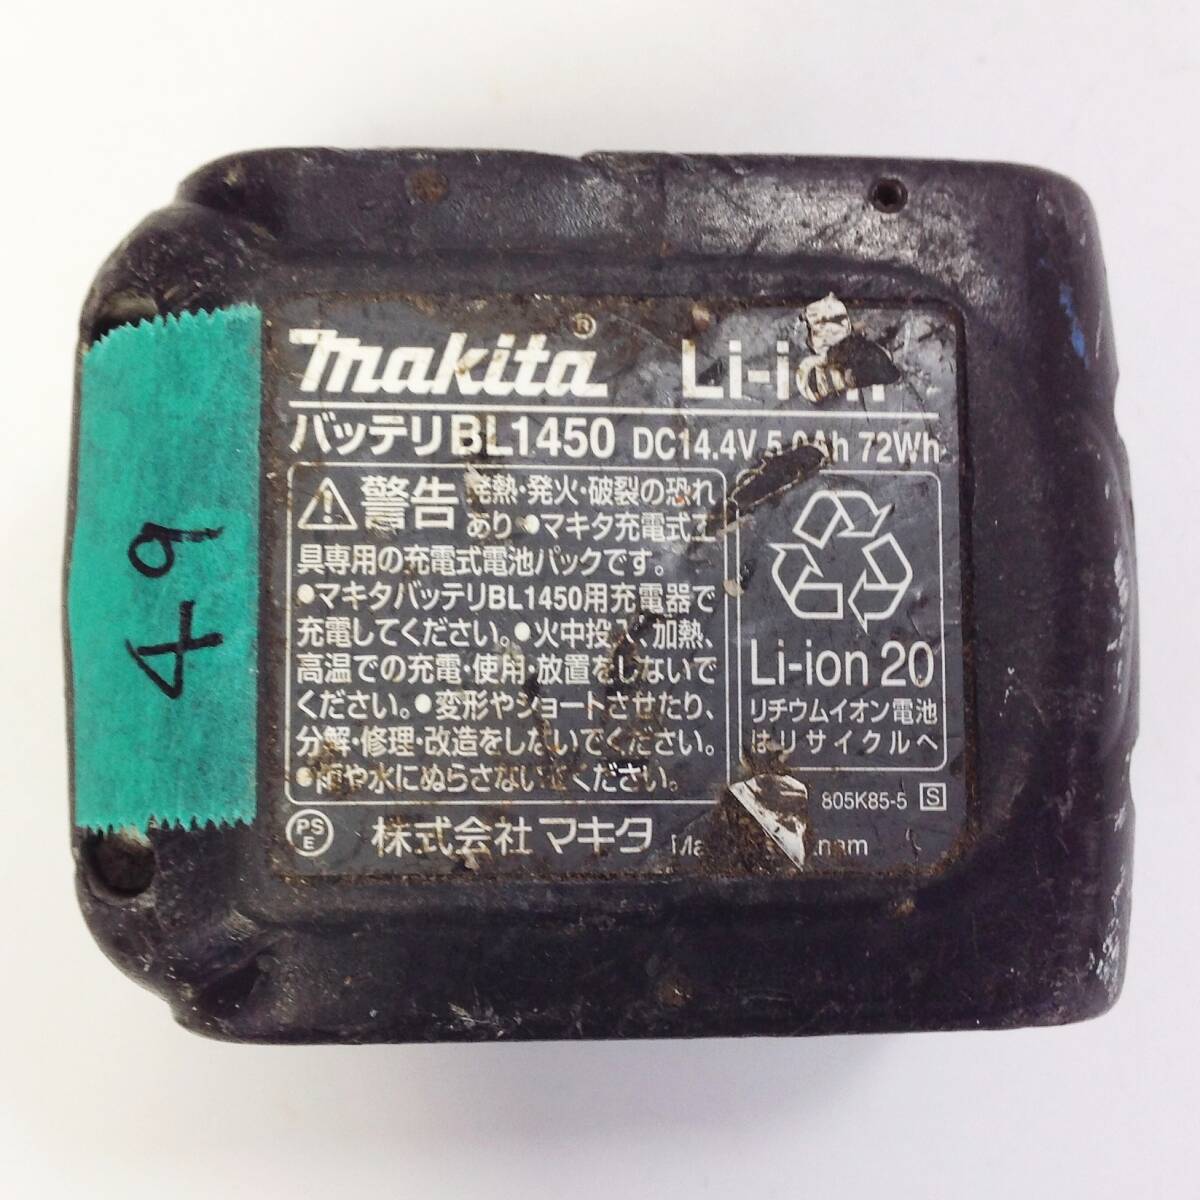 makita® Li-ion
バッテリBL1450 DC14.4V 5.0Ah 72Wh
警告 発熱・発火・破裂の恐れ
あり ●マキタ充電式工
具専用の充電式電池パックです。
●マキタバッテリBL1450用充電器で
充電してください。●火中投入、加熱、
高温での充電・使用・放置をしないで
ください。●変形やショートさせたり、
分解・修理・改造をしないでください。
●雨や水にぬらさないでください。
Li-ion 20
リチウムイオン電池
はリサイクルへ
805K85-5 S
PS
E
株式会社マキタ
49